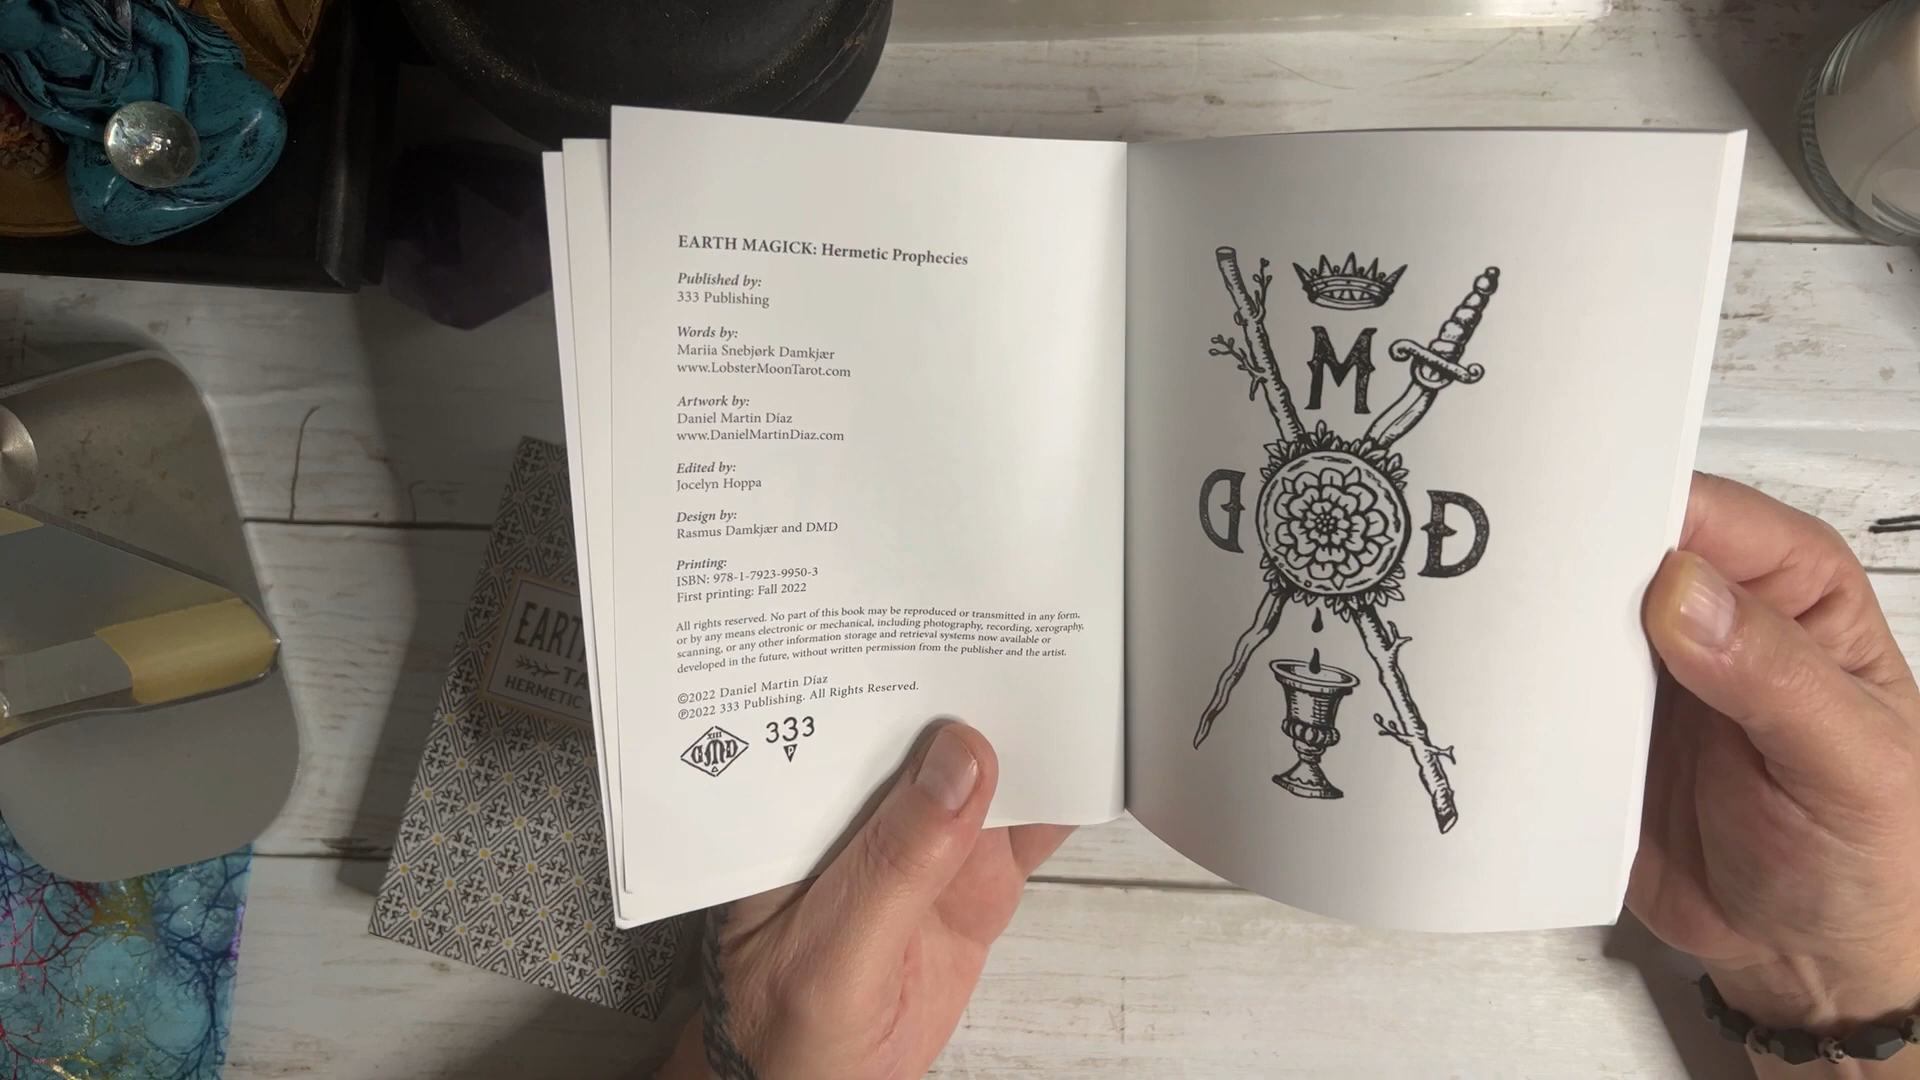 EARTH MAGICK: Hermetic Prophecies
Published by:
333 Publishing
Words by:
Mariia Snebjørk Damkjær
www.LobsterMoonTarot.com
Artwork by:
Daniel Martin Díaz
www.DanielMartinDiaz.com
Edited by:
Jocelyn Hoppa
Design by:
Rasmus Damkjær and DMD
Printing:
ISBN: 978-1-7923-9950-3
First printing: Fall 2022
All rights reserved. No part of this book may be reproduced or transmitted in any form,
or by any means electronic or mechanical, including photography, recording, xerography,
scanning, or any other information storage and retrieval systems now available or
developed in the future, without written permission from the publisher and the artist.
©2022 Daniel Martin Díaz
℗2022 333 Publishing. All Rights Reserved.
XIII
DMD
333
P
M
D D
EART
TA
HERMETIC